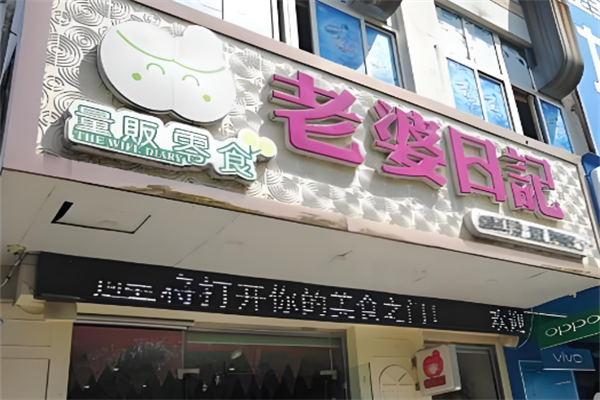 量販零食
THE WIFE DIARY
老婆日記
将打开你的美食之门 欢迎
oppo
vivo